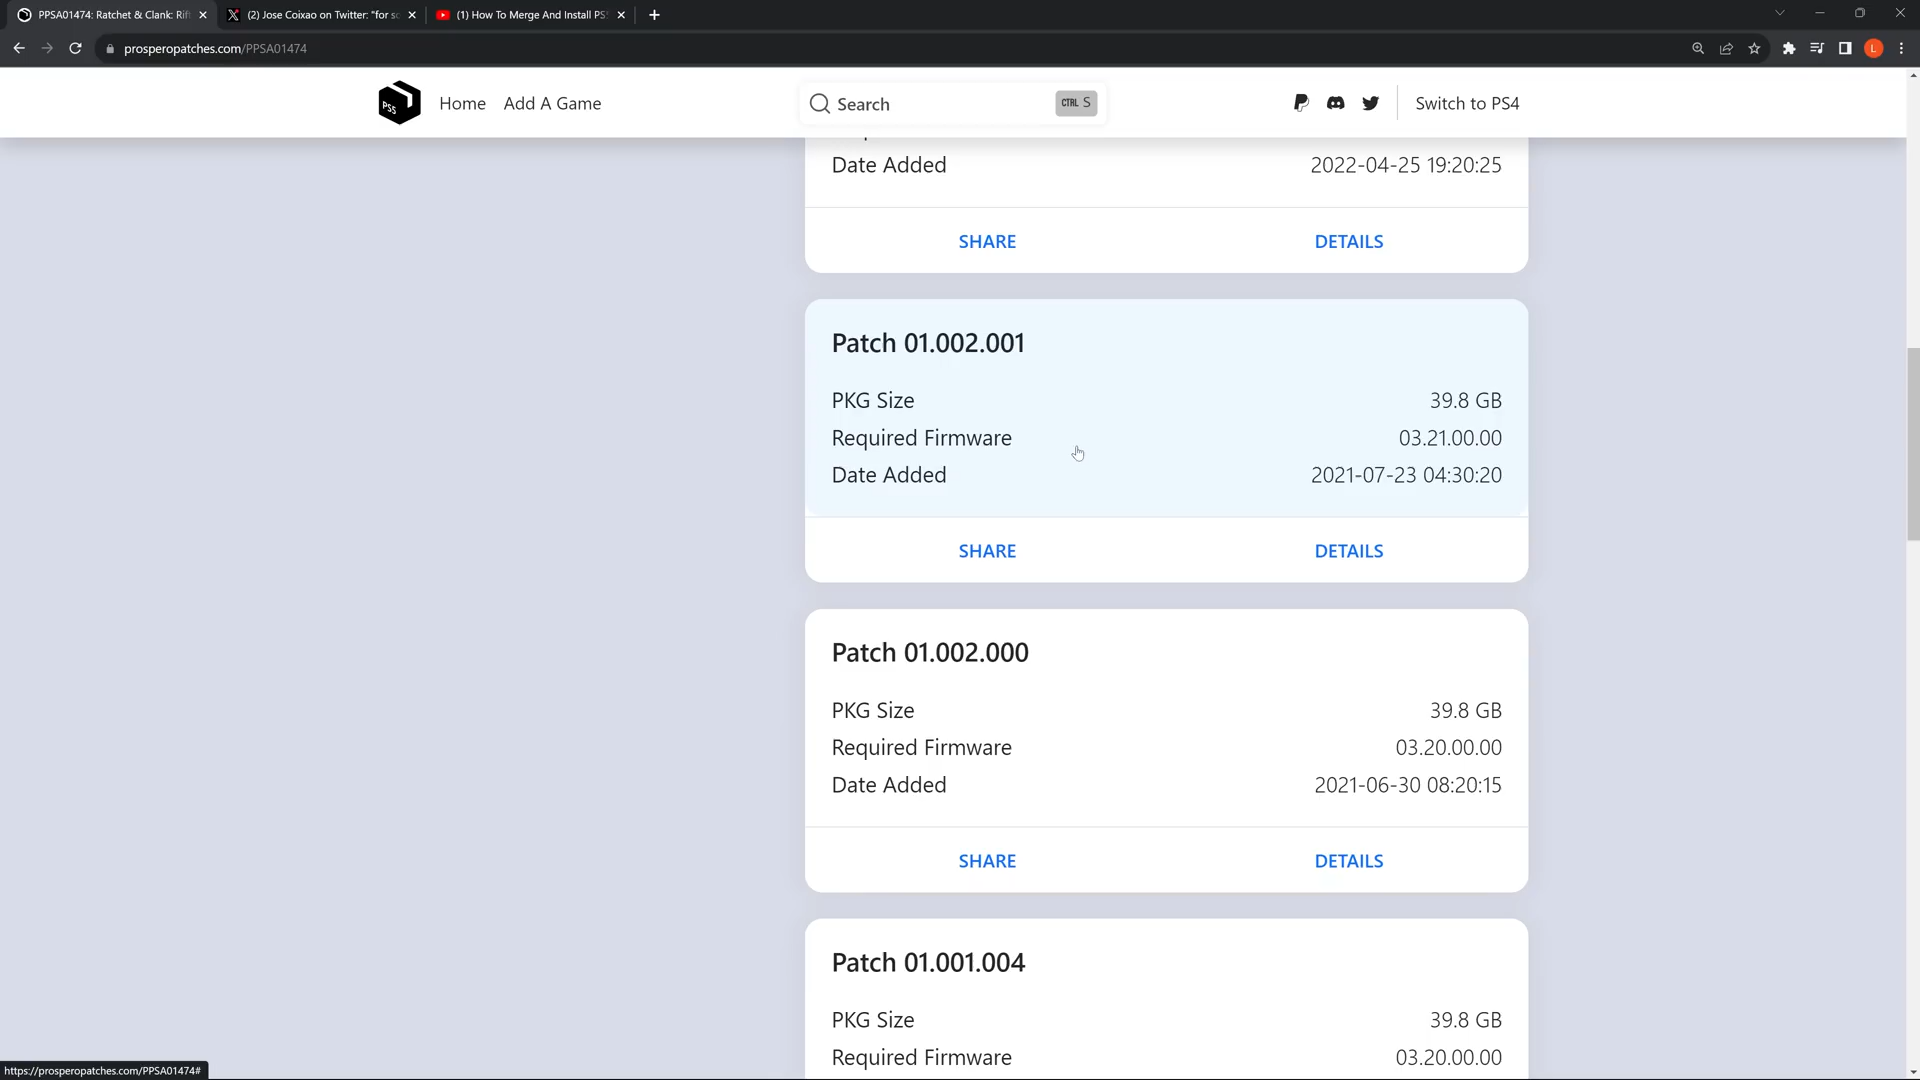 PPSA01474: Ratchet & Clank: Rift
(2) Jose Coixao on Twitter: "for sc
(1) How To Merge And Install PS
prosperopatches.com/PPSA01474
L
PS5
Home
Add A Game
Search
CTRL S
Switch to PS4
Date Added
2022-04-25 19:20:25
SHARE
DETAILS
Patch 01.002.001
PKG Size
39.8 GB
Required Firmware
03.21.00.00
Date Added
2021-07-23 04:30:20
SHARE
DETAILS
Patch 01.002.000
PKG Size
39.8 GB
Required Firmware
03.20.00.00
Date Added
2021-06-30 08:20:15
SHARE
DETAILS
Patch 01.001.004
PKG Size
39.8 GB
Required Firmware
03.20.00.00
https://prosperopatches.com/PPSA01474#